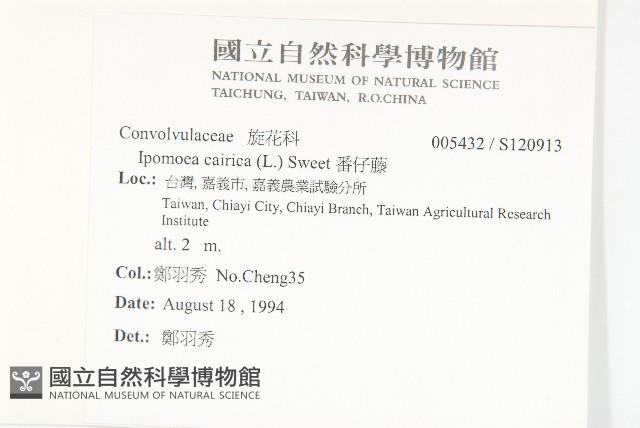 國立自然科學博物館
NATIONAL MUSEUM OF NATURAL SCIENCE
TAICHUNG, TAIWAN, R.O.CHINA
Convolvulaceae 旋花科 005432 / S120913
Ipomoea cairica (L.) Sweet 番仔藤
Loc.: 台灣, 嘉義市, 嘉義農業試驗分所
Taiwan, Chiayi City, Chiayi Branch, Taiwan Agricultural Research
Institute
alt. 2 m.
Col.: 鄭羽秀 No.Cheng35
Date: August 18 , 1994
Det.: 鄭羽秀
國立自然科學博物館
NATIONAL MUSEUM OF NATURAL SCIENCE